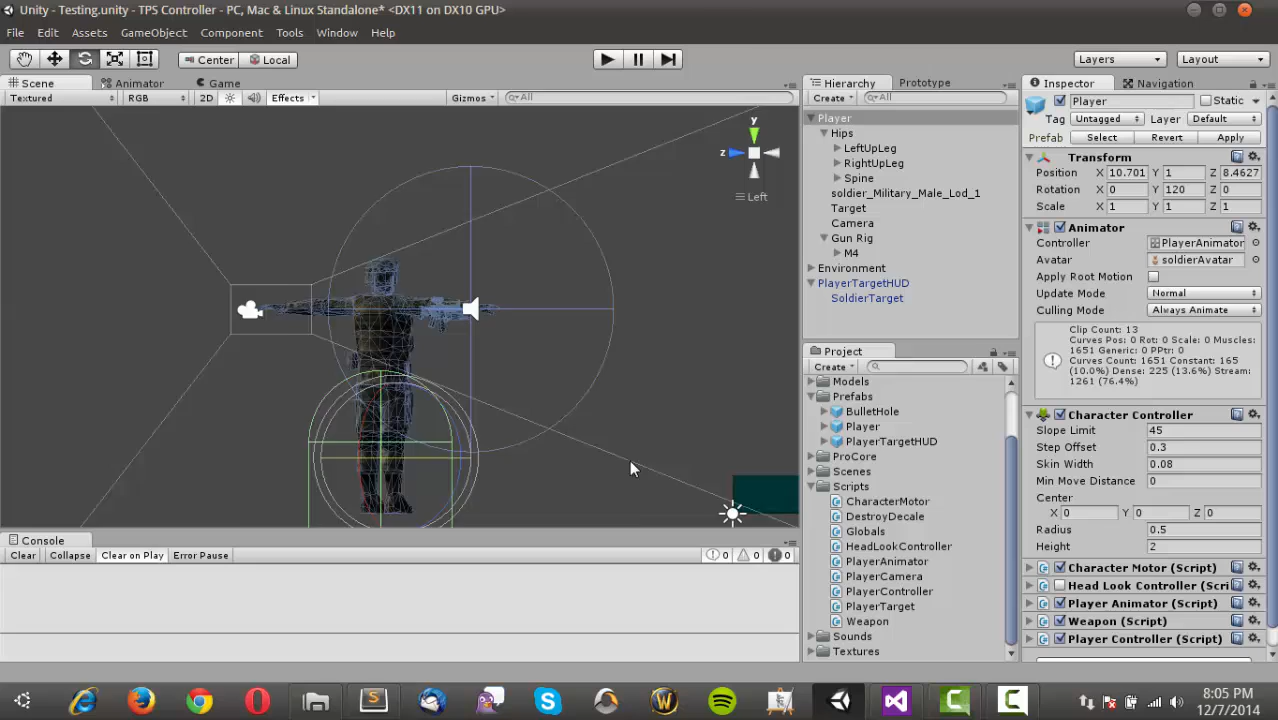 Unity - Testing.unity - TPS Controller - PC, Mac & Linux Standalone* <DX11 on DX10 GPU>
File Edit Assets GameObject Component Tools Window Help
Center Local Layers Layout
Scene Animator Game
Textured RGB 2D Effects Gizmos All
y
z
Left
Hierarchy Prototype
Create All
Player
Hips
LeftUpLeg
RightUpLeg
Spine
soldier_Military_Male_Lod_1
Target
Camera
Gun Rig
M4
Environment
PlayerTargetHUD
SoldierTarget
Project
Create
Models
Prefabs
BulletHole
Player
PlayerTargetHUD
ProCore
Scenes
Scripts
CharacterMotor
DestroyDecale
Globals
HeadLookController
PlayerAnimator
PlayerCamera
PlayerController
PlayerTarget
Weapon
Sounds
Textures
Inspector Navigation
Player Static
Tag Untagged Layer Default
Prefab Select Revert Apply
Transform
Position X 10.701 Y 1 Z 8.4627
Rotation X 0 Y 120 Z 0
Scale X 1 Y 1 Z 1
Animator
Controller PlayerAnimator
Avatar soldierAvatar
Apply Root Motion
Update Mode Normal
Culling Mode Always Animate
Clip Count: 13
Curves Pos: 0 Rot: 0 Scale: 0 Muscles:
1651 Generic: 0 PPtr: 0
Curves Count: 1651 Constant: 165
(10.0%) Dense: 225 (13.6%) Stream:
1261 (76.4%)
Character Controller
Slope Limit 45
Step Offset 0.3
Skin Width 0.08
Min Move Distance 0
Center
X 0 Y 0 Z 0
Radius 0.5
Height 2
Character Motor (Script)
Head Look Controller (Scri
Player Animator (Script)
Weapon (Script)
Player Controller (Script)
Console
Clear Collapse Clear on Play Error Pause 0 0 0
8:05 PM
12/7/2014